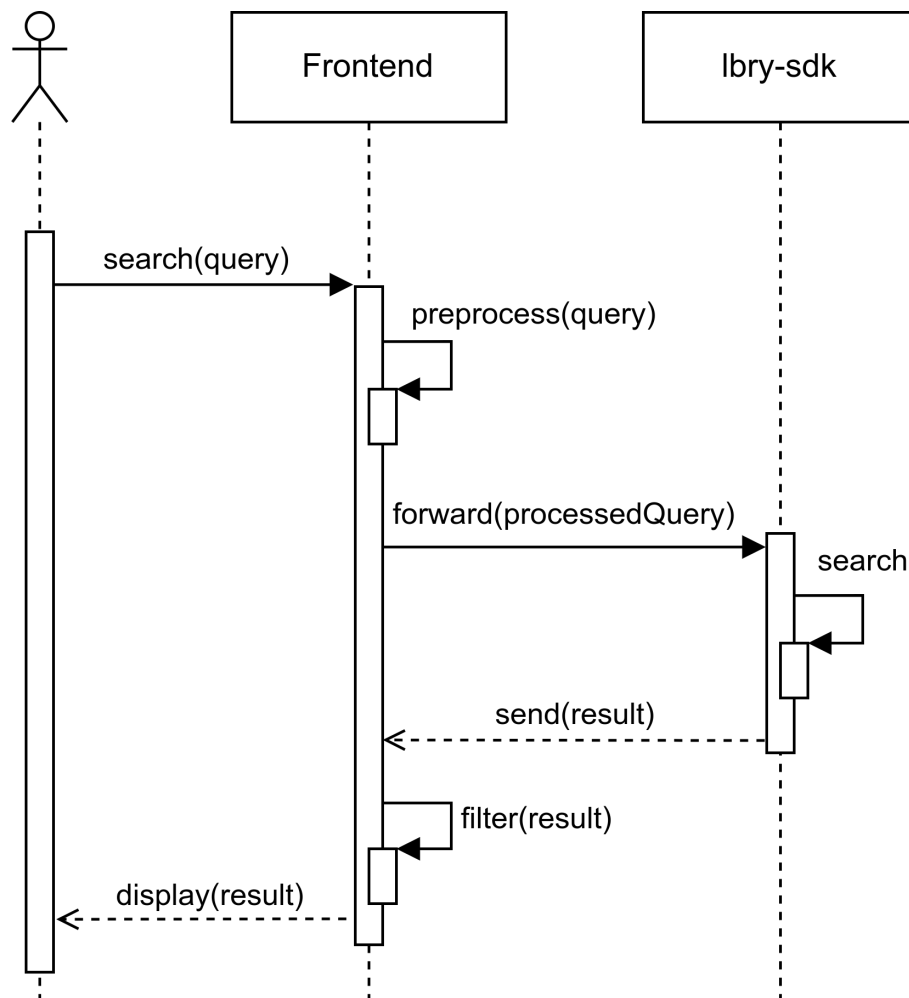 Frontend
lbry-sdk
search(query)
preprocess(query)
forward(processedQuery)
search
send(result)
filter(result)
display(result)